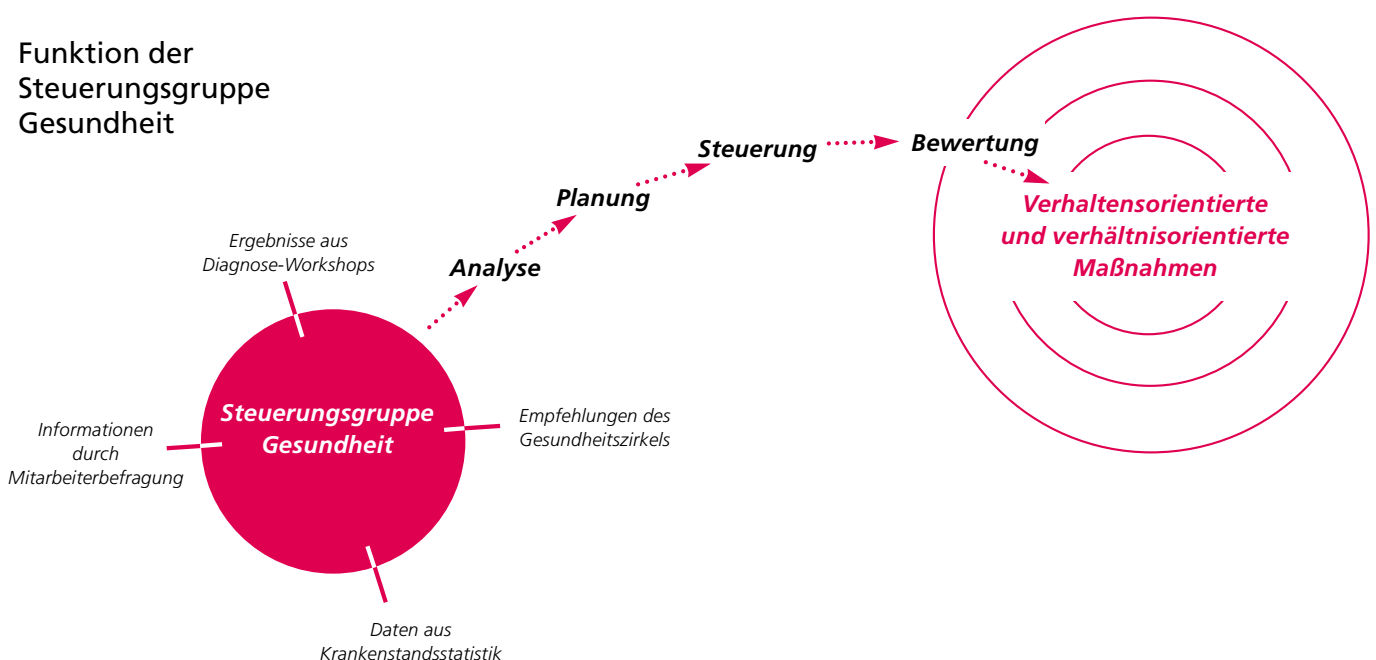 Funktion der
Steuerungsgruppe
Gesundheit
Steuerung
Bewertung
Planung
Analyse
Verhaltensorientierte
und verhältnisorientierte
Maßnahmen
Ergebnisse aus
Diagnose-Workshops
Steuerungsgruppe
Gesundheit
Informationen
durch
Mitarbeiterbefragung
Empfehlungen des
Gesundheitszirkels
Daten aus
Krankenstandsstatistik